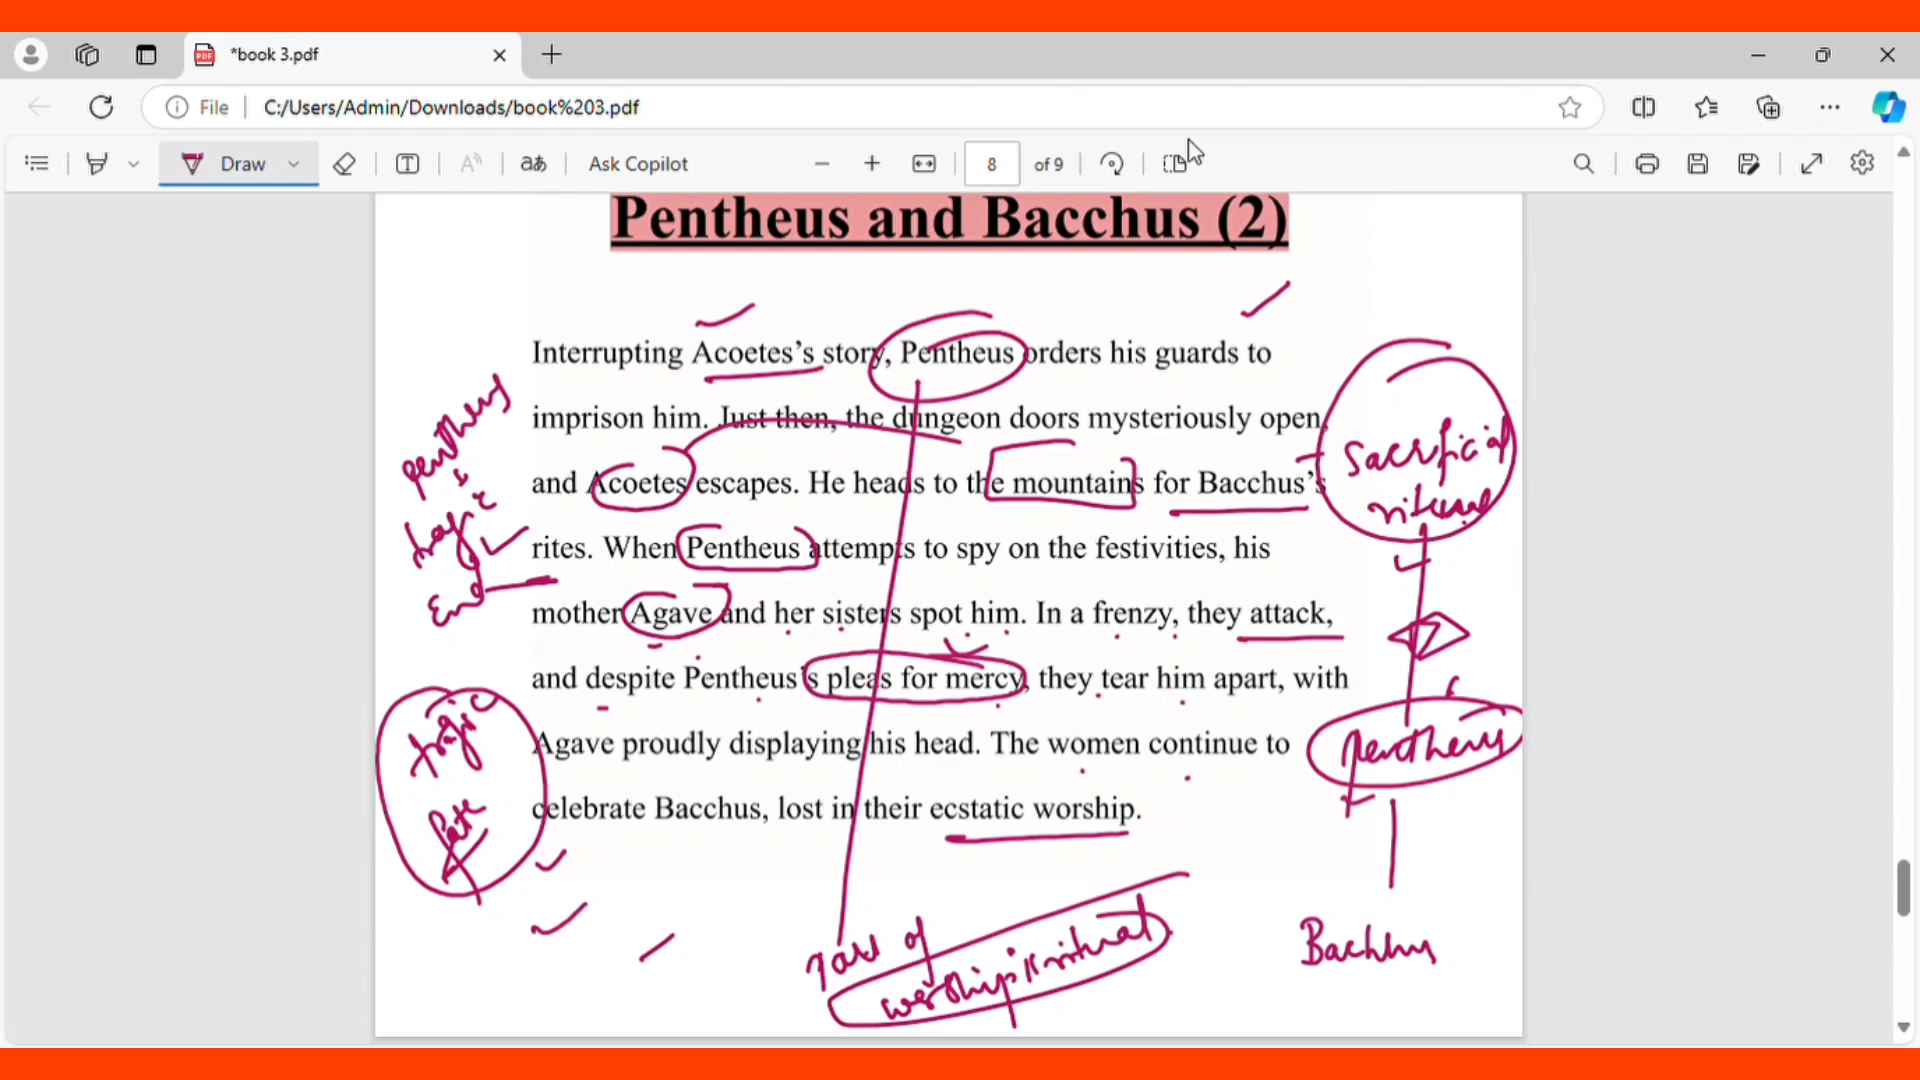 *book 3.pdf
File
C:/Users/Admin/Downloads/book%203.pdf
Draw
Ask Copilot
8 of 9
Pentheus and Bacchus (2)
Interrupting Acoetes's story, Pentheus orders his guards to
imprison him. Just then, the dungeon doors mysteriously open,
and Acoetes escapes. He heads to the mountains for Bacchus's
rites. When Pentheus attempts to spy on the festivities, his
mother Agave and her sisters spot him. In a frenzy, they attack,
and despite Pentheus's pleas for mercy, they tear him apart, with
Agave proudly displaying his head. The women continue to
celebrate Bacchus, lost in their ecstatic worship.
pentheus
tragic
End
tragic
fate
sacrificial
ritual
pentheus
of
worship
ritual